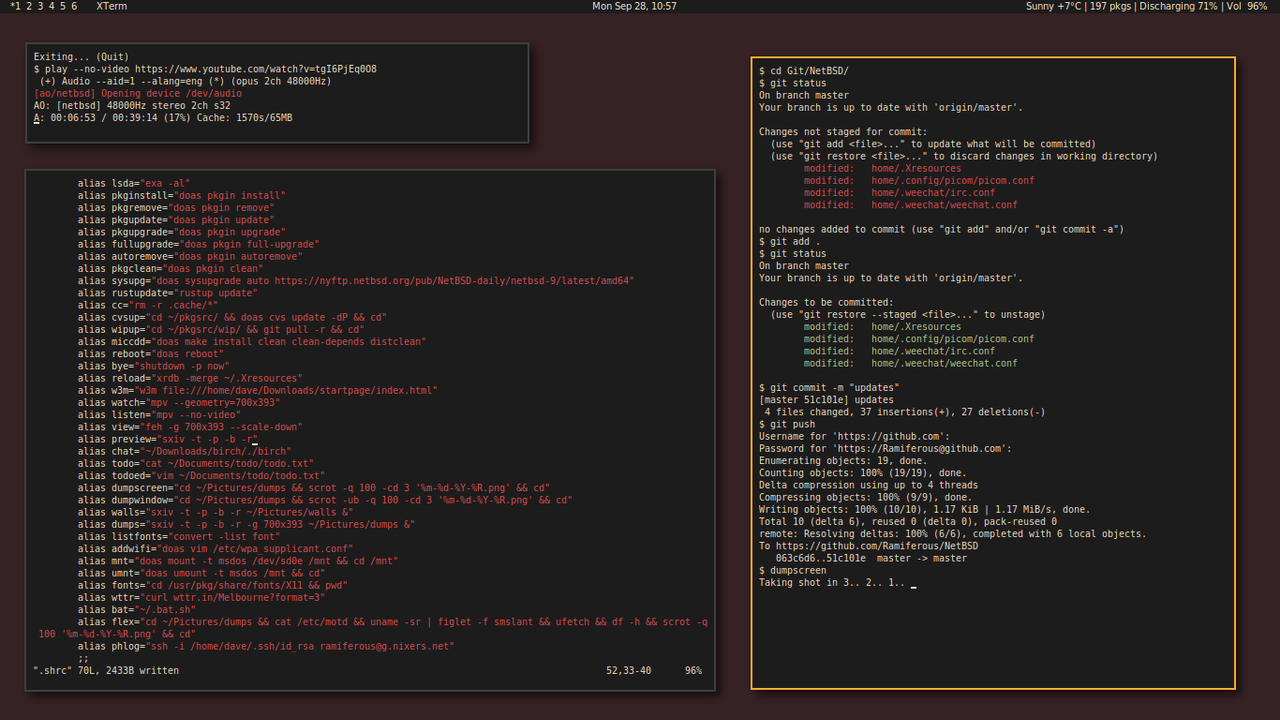 *1 2 3 4 5 6 XTerm Mon Sep 28, 10:57 Sunny +7°C | 197 pkgs | Discharging 71% | Vol 96%
Exiting... (Quit)
$ play --no-video https://www.youtube.com/watch?v=tgI6PjEq0O8
(+) Audio --aid=1 --alang=eng (*) (opus 2ch 48000Hz)
[ao/netbsd] Opening device /dev/audio
AO: [netbsd] 48000Hz stereo 2ch s32
A: 00:06:53 / 00:39:14 (17%) Cache: 1570s/65MB
alias lsda="exa -al"
alias pkginstall="doas pkgin install"
alias pkgremove="doas pkgin remove"
alias pkgupdate="doas pkgin update"
alias pkgupgrade="doas pkgin upgrade"
alias fullupgrade="doas pkgin full-upgrade"
alias autoremove="doas pkgin autoremove"
alias pkgclean="doas pkgin clean"
alias sysupg="doas sysupgrade auto https://nyftp.netbsd.org/pub/NetBSD-daily/netbsd-9/latest/amd64"
alias rustupdate="rustup update"
alias cc="rm -r .cache/*"
alias cvsup="cd ~/pkgsrc/ && doas cvs update -dP && cd"
alias wipup="cd ~/pkgsrc/wip/ && git pull -r && cd"
alias miccdd="doas make install clean clean-depends distclean"
alias reboot="doas reboot"
alias bye="shutdown -p now"
alias reload="xrdb -merge ~/.Xresources"
alias w3m="w3m file:///home/dave/Downloads/startpage/index.html"
alias watch="mpv --geometry=700x393"
alias listen="mpv --no-video"
alias view="feh -g 700x393 --scale-down"
alias preview="sxiv -t -p -b -r"
alias chat="~/Downloads/birch/./birch"
alias todo="cat ~/Documents/todo/todo.txt"
alias todoed="vim ~/Documents/todo/todo.txt"
alias dumpscreen="cd ~/Pictures/dumps && scrot -q 100 -cd 3 '%m-%d-%Y-%R.png' && cd"
alias dumpwindow="cd ~/Pictures/dumps && scrot -ub -q 100 -cd 3 '%m-%d-%Y-%R.png' && cd"
alias walls="sxiv -t -p -b -r ~/Pictures/walls &"
alias dumps="sxiv -t -p -b -r -g 700x393 ~/Pictures/dumps &"
alias listfonts="convert -list font"
alias addwifi="doas vim /etc/wpa_supplicant.conf"
alias mnt="doas mount -t msdos /dev/sd0e /mnt && cd /mnt"
alias umnt="doas umount -t msdos /mnt && cd"
alias fonts="cd /usr/pkg/share/fonts/X11 && pwd"
alias wttr="curl wttr.in/Melbourne?format=3"
alias bat="~/.bat.sh"
alias flex="cd ~/Pictures/dumps && cat /etc/motd && uname -sr | figlet -f smslant && ufetch && df -h && scrot -q
100 '%m-%d-%Y-%R.png' && cd"
alias phlog="ssh -i /home/dave/.ssh/id_rsa ramiferous@g.nixers.net"
;;
".shrc" 70L, 2433B written 52,33-40 96%
$ cd Git/NetBSD/
$ git status
On branch master
Your branch is up to date with 'origin/master'.
Changes not staged for commit:
(use "git add <file>..." to update what will be committed)
(use "git restore <file>..." to discard changes in working directory)
modified: home/.Xresources
modified: home/.config/picom/picom.conf
modified: home/.weechat/irc.conf
modified: home/.weechat/weechat.conf
no changes added to commit (use "git add" and/or "git commit -a")
$ git add .
$ git status
On branch master
Your branch is up to date with 'origin/master'.
Changes to be committed:
(use "git restore --staged <file>..." to unstage)
modified: home/.Xresources
modified: home/.config/picom/picom.conf
modified: home/.weechat/irc.conf
modified: home/.weechat/weechat.conf
$ git commit -m "updates"
[master 51c101e] updates
4 files changed, 37 insertions(+), 27 deletions(-)
$ git push
Username for 'https://github.com':
Password for 'https://Ramiferous@github.com':
Enumerating objects: 19, done.
Counting objects: 100% (19/19), done.
Delta compression using up to 4 threads
Compressing objects: 100% (9/9), done.
Writing objects: 100% (10/10), 1.17 KiB | 1.17 MiB/s, done.
Total 10 (delta 6), reused 0 (delta 0), pack-reused 0
remote: Resolving deltas: 100% (6/6), completed with 6 local objects.
To https://github.com/Ramiferous/NetBSD
063c6d6..51c101e master -> master
$ dumpscreen
Taking shot in 3.. 2.. 1.. _